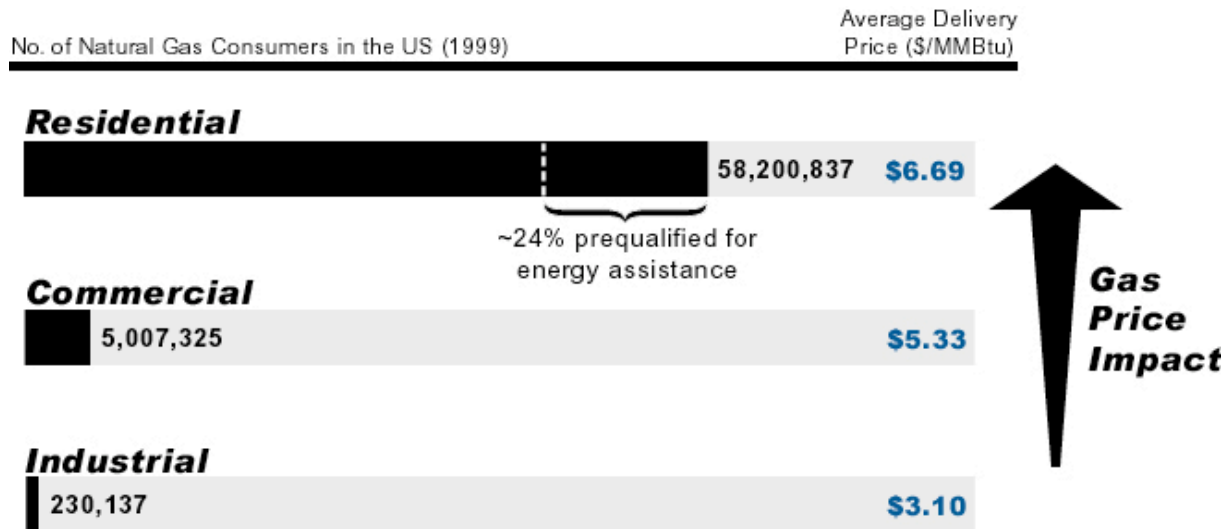 No. of Natural Gas Consumers in the US (1999)
Average Delivery
Price ($/MMBtu)
Residential
58,200,837 $6.69
~24% prequalified for
energy assistance
Commercial
5,007,325 $5.33
Industrial
230,137 $3.10
Gas
Price
Impact